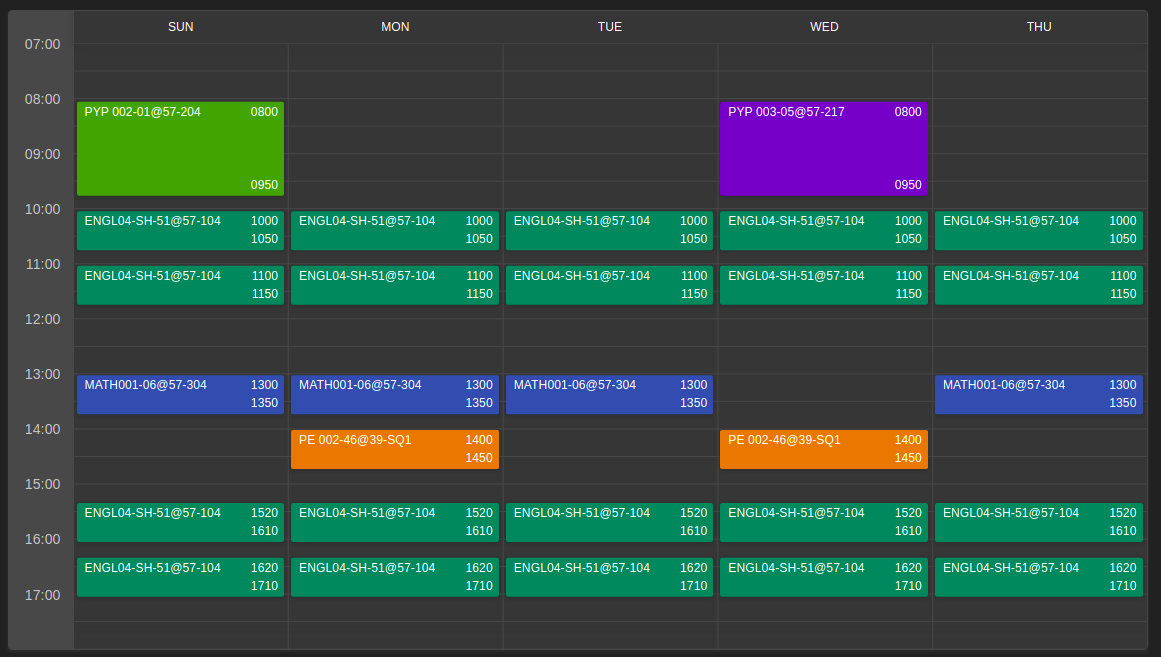 SUN MON TUE WED THU
07:00
08:00
PYP 002-01@57-204 0800
0950
PYP 003-05@57-217 0800
0950
09:00
10:00
ENGL04-SH-51@57-104 1000
1050
ENGL04-SH-51@57-104 1000
1050
ENGL04-SH-51@57-104 1000
1050
ENGL04-SH-51@57-104 1000
1050
ENGL04-SH-51@57-104 1000
1050
11:00
ENGL04-SH-51@57-104 1100
1150
ENGL04-SH-51@57-104 1100
1150
ENGL04-SH-51@57-104 1100
1150
ENGL04-SH-51@57-104 1100
1150
ENGL04-SH-51@57-104 1100
1150
12:00
13:00
MATH001-06@57-304 1300
1350
MATH001-06@57-304 1300
1350
MATH001-06@57-304 1300
1350
MATH001-06@57-304 1300
1350
14:00
PE 002-46@39-SQ1 1400
1450
PE 002-46@39-SQ1 1400
1450
15:00
ENGL04-SH-51@57-104 1520
1610
ENGL04-SH-51@57-104 1520
1610
ENGL04-SH-51@57-104 1520
1610
ENGL04-SH-51@57-104 1520
1610
ENGL04-SH-51@57-104 1520
1610
16:00
ENGL04-SH-51@57-104 1620
1710
ENGL04-SH-51@57-104 1620
1710
ENGL04-SH-51@57-104 1620
1710
ENGL04-SH-51@57-104 1620
1710
ENGL04-SH-51@57-104 1620
1710
17:00